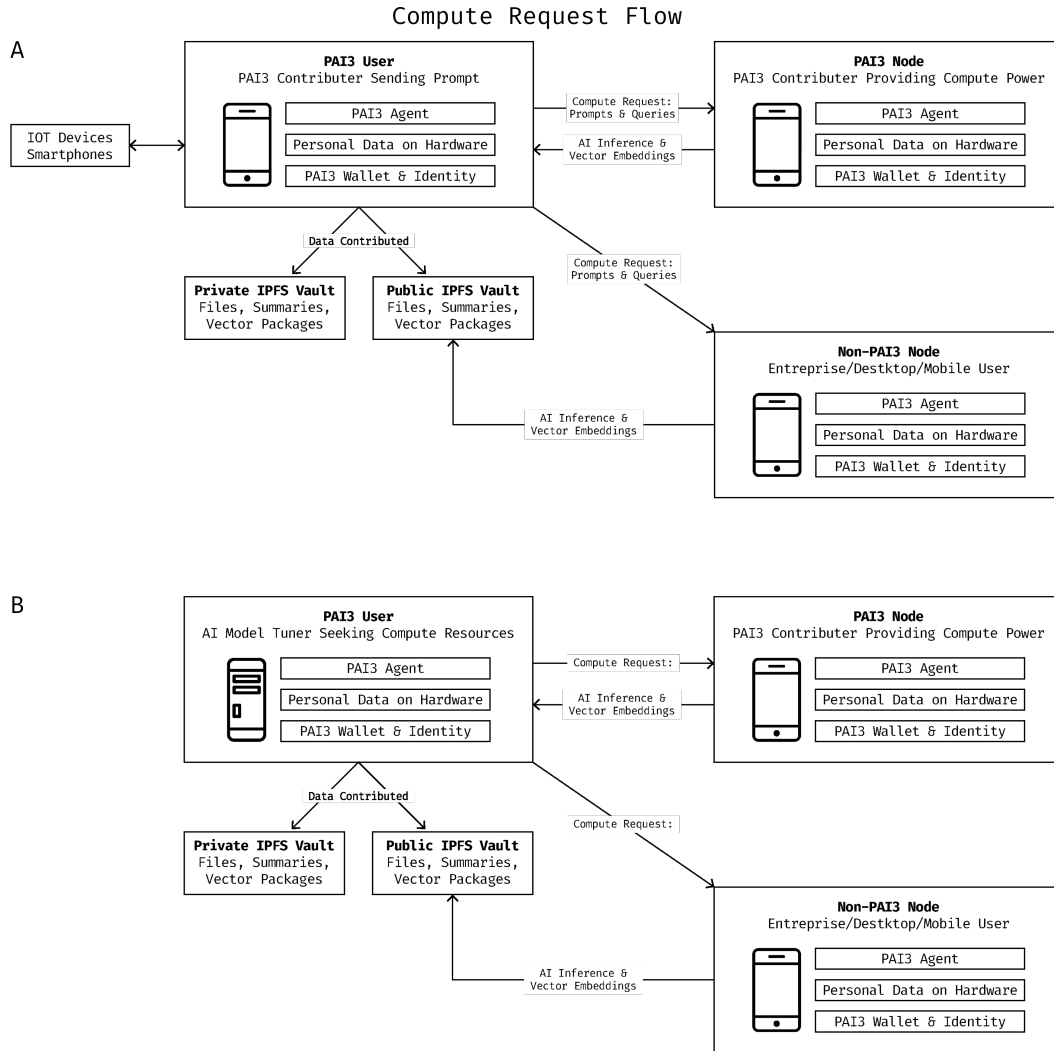 Compute Request Flow
A
PAI3 User
PAI3 Contributer Sending Prompt
PAI3 Agent
Personal Data on Hardware
PAI3 Wallet & Identity
IOT Devices
Smartphones
Compute Request:
Prompts & Queries
AI Inference &
Vector Embeddings
PAI3 Node
PAI3 Contributer Providing Compute Power
PAI3 Agent
Personal Data on Hardware
PAI3 Wallet & Identity
Data Contributed
Private IPFS Vault
Files, Summaries,
Vector Packages
Public IPFS Vault
Files, Summaries,
Vector Packages
Compute Request:
Prompts & Queries
Non-PAI3 Node
Entreprise/Destktop/Mobile User
PAI3 Agent
Personal Data on Hardware
PAI3 Wallet & Identity
AI Inference &
Vector Embeddings
B
PAI3 User
AI Model Tuner Seeking Compute Resources
PAI3 Agent
Personal Data on Hardware
PAI3 Wallet & Identity
Compute Request:
AI Inference &
Vector Embeddings
PAI3 Node
PAI3 Contributer Providing Compute Power
PAI3 Agent
Personal Data on Hardware
PAI3 Wallet & Identity
Data Contributed
Private IPFS Vault
Files, Summaries,
Vector Packages
Public IPFS Vault
Files, Summaries,
Vector Packages
Compute Request:
Non-PAI3 Node
Entreprise/Destktop/Mobile User
PAI3 Agent
Personal Data on Hardware
PAI3 Wallet & Identity
AI Inference &
Vector Embeddings